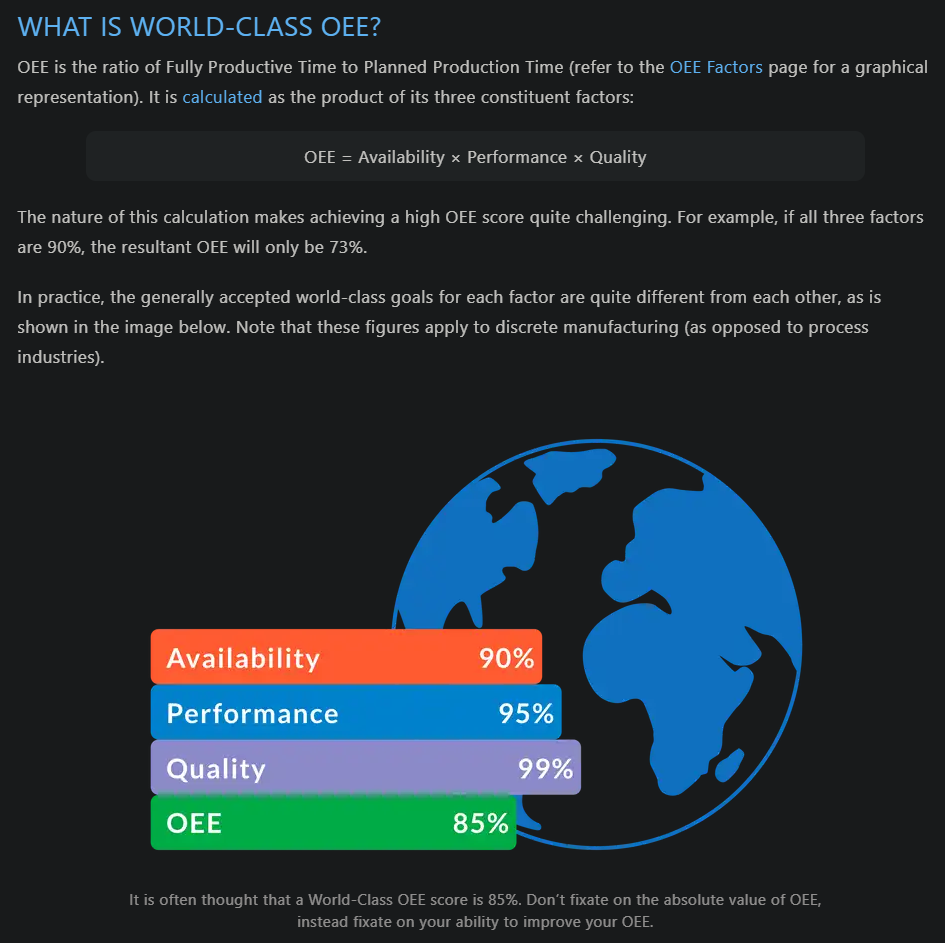 WHAT IS WORLD-CLASS OEE?
OEE is the ratio of Fully Productive Time to Planned Production Time (refer to the OEE Factors page for a graphical
representation). It is calculated as the product of its three constituent factors:
OEE = Availability × Performance × Quality
The nature of this calculation makes achieving a high OEE score quite challenging. For example, if all three factors
are 90%, the resultant OEE will only be 73%.
In practice, the generally accepted world-class goals for each factor are quite different from each other, as is
shown in the image below. Note that these figures apply to discrete manufacturing (as opposed to process
industries).
Availability 90%
Performance 95%
Quality 99%
OEE 85%
It is often thought that a World-Class OEE score is 85%. Don’t fixate on the absolute value of OEE,
instead fixate on your ability to improve your OEE.